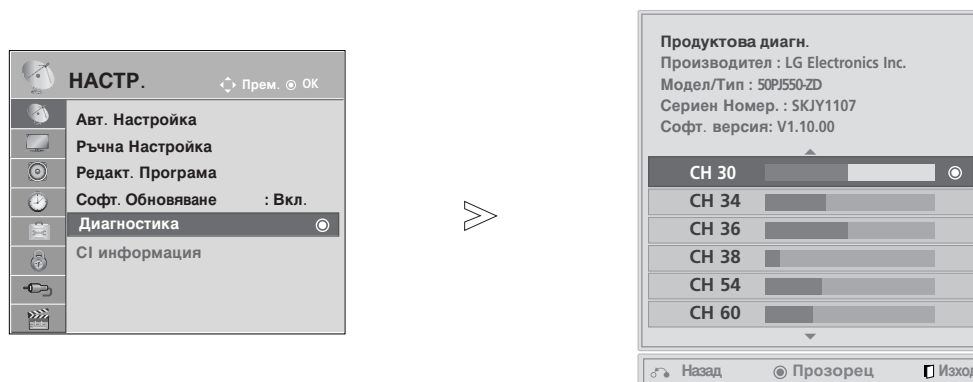 НАСТР.
Прем. OK
Авт. Настройка
Ръчна Настройка
Редакт. Програма
Софт. Обновяване : Вкл.
Диагностика
CI информация
Продуктова диагн.
Производител : LG Electronics Inc.
Модел/Тип : 50PJ550-ZD
Сериен Номер. : SKJY1107
Софт. версия: V1.10.00
CH 30
CH 34
CH 36
CH 38
CH 54
CH 60
Назад Прозорец Изход